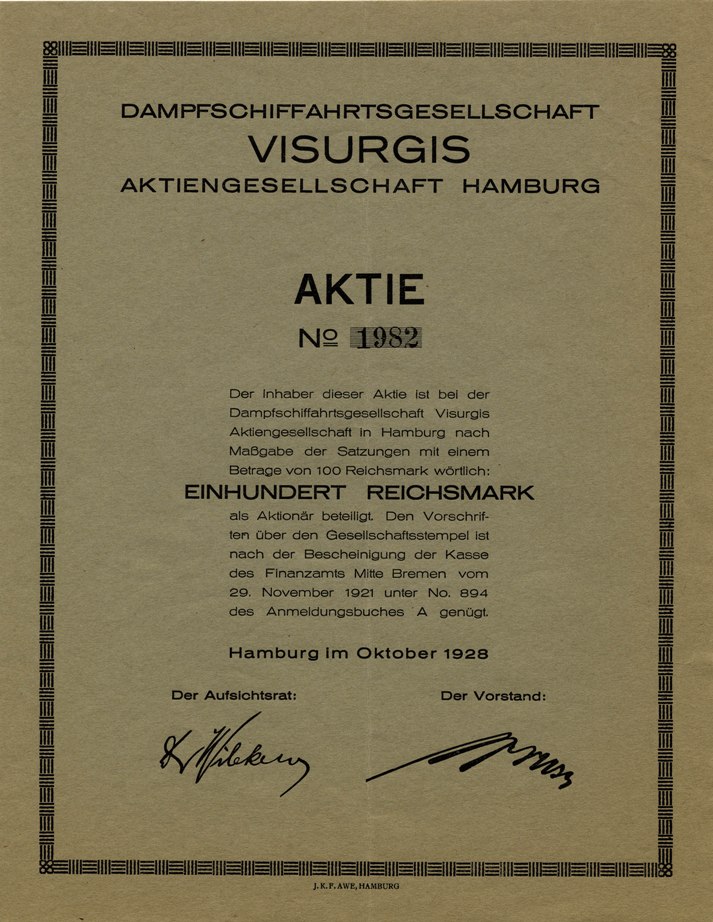 DAMPFSCHIFFAHRTSGESELLSCHAFT
VISURGIS
AKTIENGESELLSCHAFT HAMBURG
AKTIE
Nº 1982
Der Inhaber dieser Aktie ist bei der
Dampfschiffahrtsgesellschaft Visurgis
Aktiengesellschaft in Hamburg nach
Maßgabe der Satzungen mit einem
Betrage von 100 Reichsmark wörtlich:
EINHUNDERT REICHSMARK
als Aktionär beteiligt. Den Vorschrif-
ten über den Gesellschaftsstempel ist
nach der Bescheinigung der Kasse
des Finanzamts Mitte Bremen vom
29. November 1921 unter No. 894
des Anmeldungsbuches A genügt.
Hamburg im Oktober 1928
Der Aufsichtsrat: Der Vorstand:
J. K. F. AWE, HAMBURG